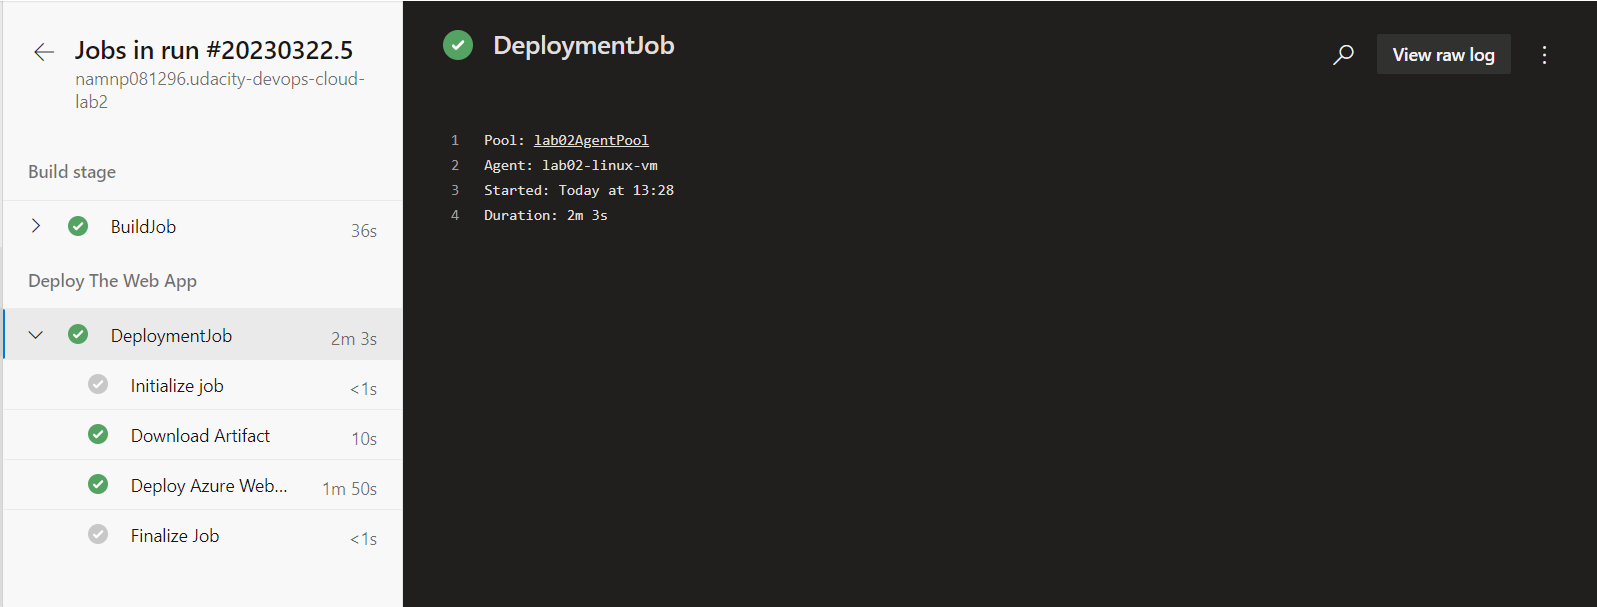 Jobs in run #20230322.5
namnp081296.udacity-devops-cloud-
lab2
Build stage
BuildJob 36s
Deploy The Web App
DeploymentJob 2m 3s
Initialize job <1s
Download Artifact 10s
Deploy Azure Web... 1m 50s
Finalize Job <1s
DeploymentJob
View raw log
1 Pool: lab02AgentPool
2 Agent: lab02-linux-vm
3 Started: Today at 13:28
4 Duration: 2m 3s